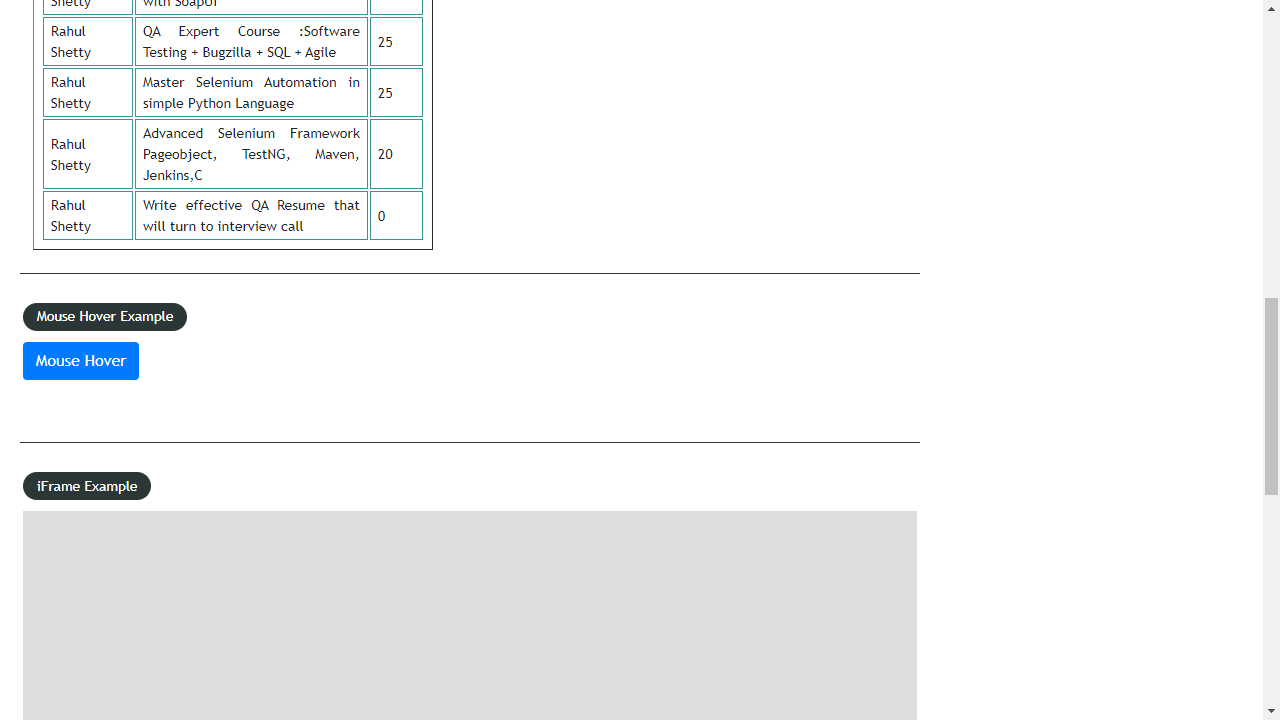 Shetty
with SoapUI
Rahul
Shetty
QA Expert Course :Software
Testing + Bugzilla + SQL + Agile
25
Rahul
Shetty
Master Selenium Automation in
simple Python Language
25
Rahul
Shetty
Advanced Selenium Framework
Pageobject, TestNG, Maven,
Jenkins,C
20
Rahul
Shetty
Write effective QA Resume that
will turn to interview call
0
Mouse Hover Example
Mouse Hover
iFrame Example